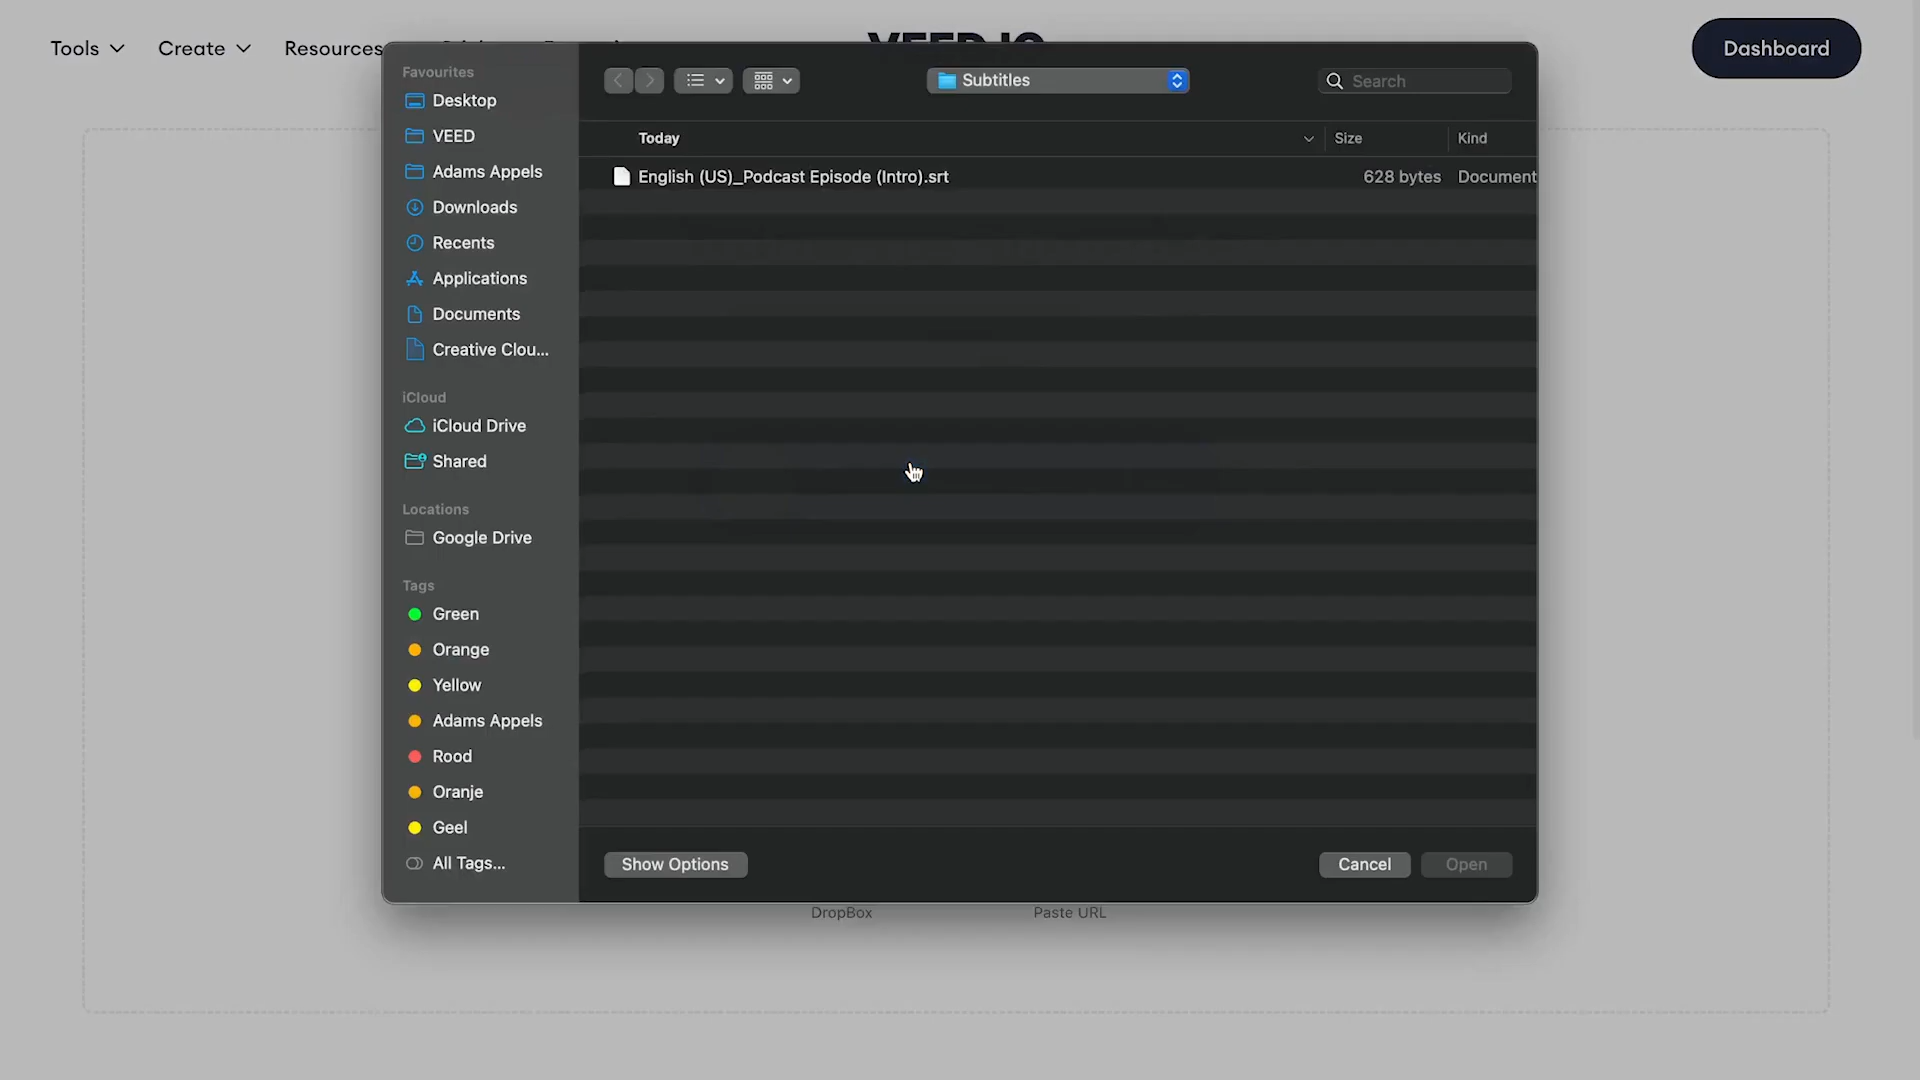 Tools
Create
Resources
Dashboard
Favourites
Desktop
VEED
Adams Appels
Downloads
Recents
Applications
Documents
Creative Clou...
iCloud
iCloud Drive
Shared
Locations
Google Drive
Tags
Green
Orange
Yellow
Adams Appels
Rood
Oranje
Geel
All Tags...
Subtitles
Search
Today Size Kind
English (US)_Podcast Episode (Intro).srt 628 bytes Document
Show Options Cancel Open
DropBox Paste URL